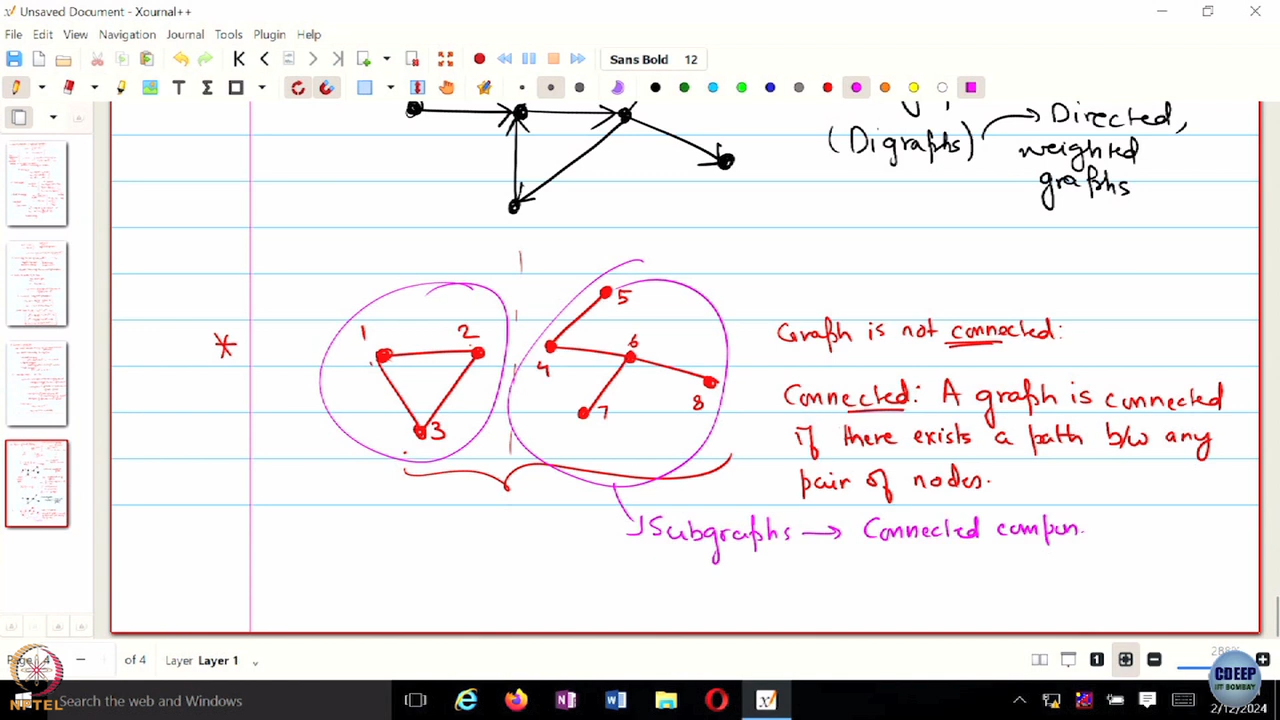 Unsaved Document - Xournal++
File Edit View Navigation Journal Tools Plugin Help
Sans Bold 12
(Digraphs) Directed,
weighted
graphs
*
1 2 3
5
4 6
7 8
Graph is not connected:
Connected: A graph is connected
if there exists a path b/w any
pair of nodes.
Subgraphs → Connected compon.
Page 4 of 4 Layer Layer 1
288%
NPTEL
Search the web and Windows
CDEEP
IIT BOMBAY
2/12/2024